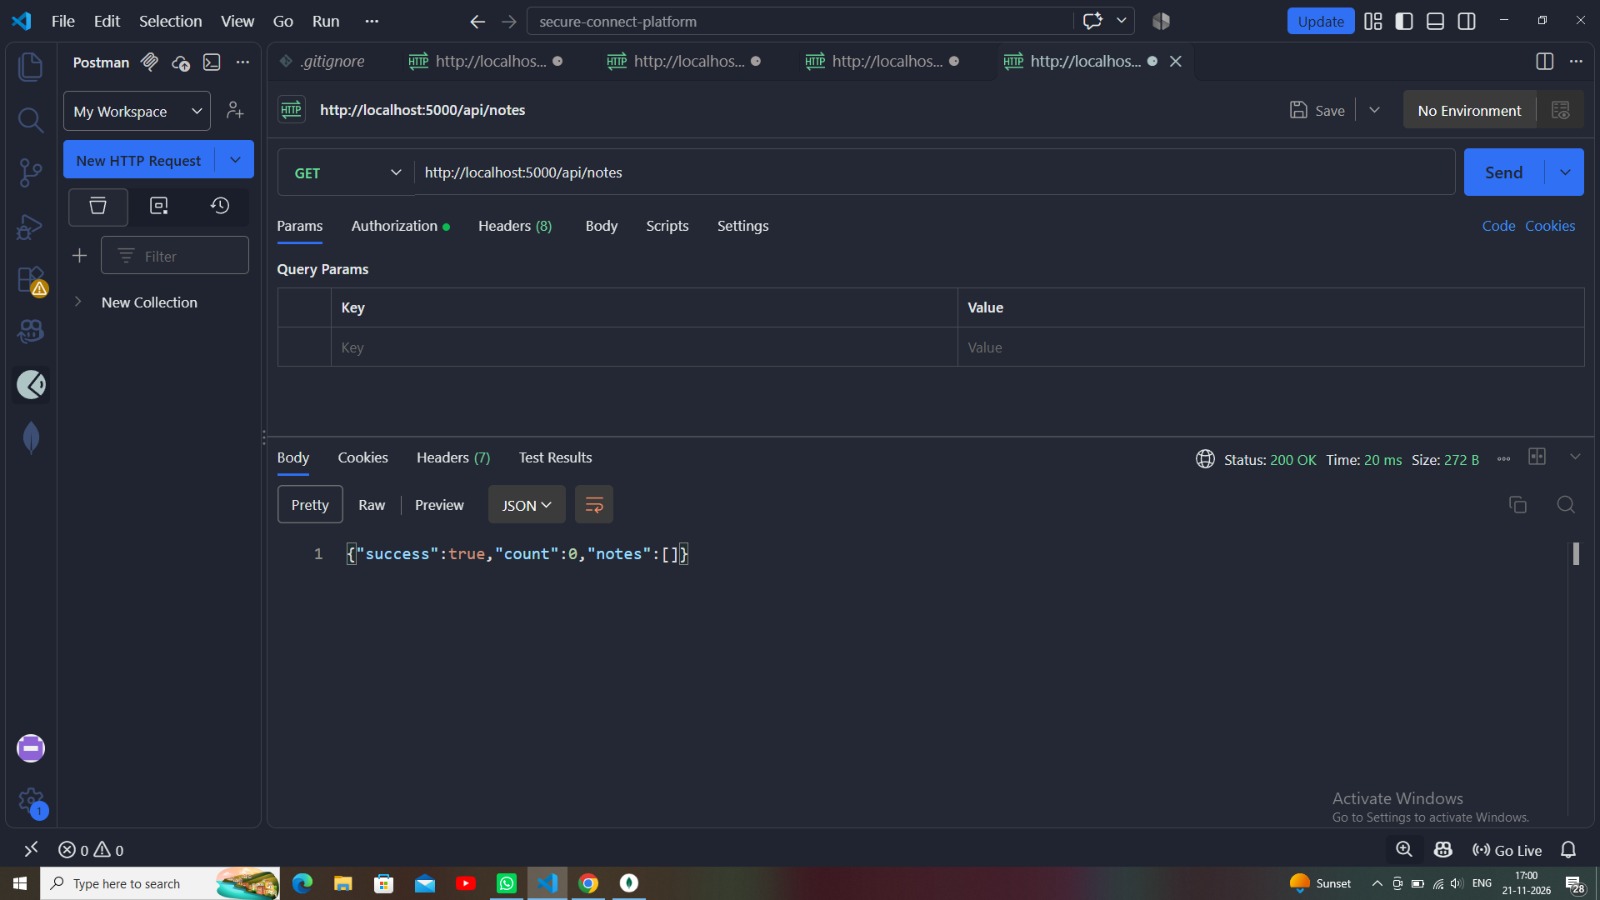 File Edit Selection View Go Run ··· secure-connect-platform Update
Postman
.gitignore http://localhos... http://localhos... http://localhos... http://localhos...
My Workspace
HTTP http://localhost:5000/api/notes Save No Environment
New HTTP Request
GET http://localhost:5000/api/notes Send
Params Authorization Headers (8) Body Scripts Settings Code Cookies
Filter
Query Params
New Collection
Key Value
Key Value
Body Cookies Headers (7) Test Results Status: 200 OK Time: 20 ms Size: 272 B
Pretty Raw Preview JSON
1 {"success":true,"count":0,"notes":[]}
Activate Windows
Go to Settings to activate Windows.
1
0 0 Go Live
Type here to search Sunset ENG 17:00
21-11-2026
28